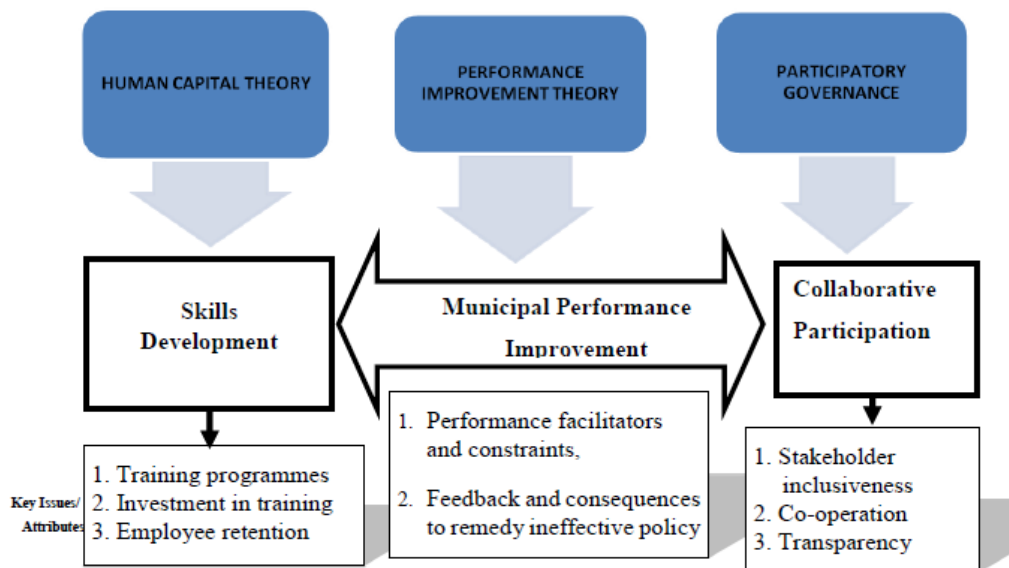 HUMAN CAPITAL THEORY
PERFORMANCE
IMPROVEMENT THEORY
PARTICIPATORY
GOVERNANCE
Skills
Development
Municipal Performance
Improvement
Collaborative
Participation
Key Issues/
Attributes
1. Training programmes
2. Investment in training
3. Employee retention
1. Performance facilitators
and constraints,
2. Feedback and consequences
to remedy ineffective policy
1. Stakeholder
inclusiveness
2. Co-operation
3. Transparency